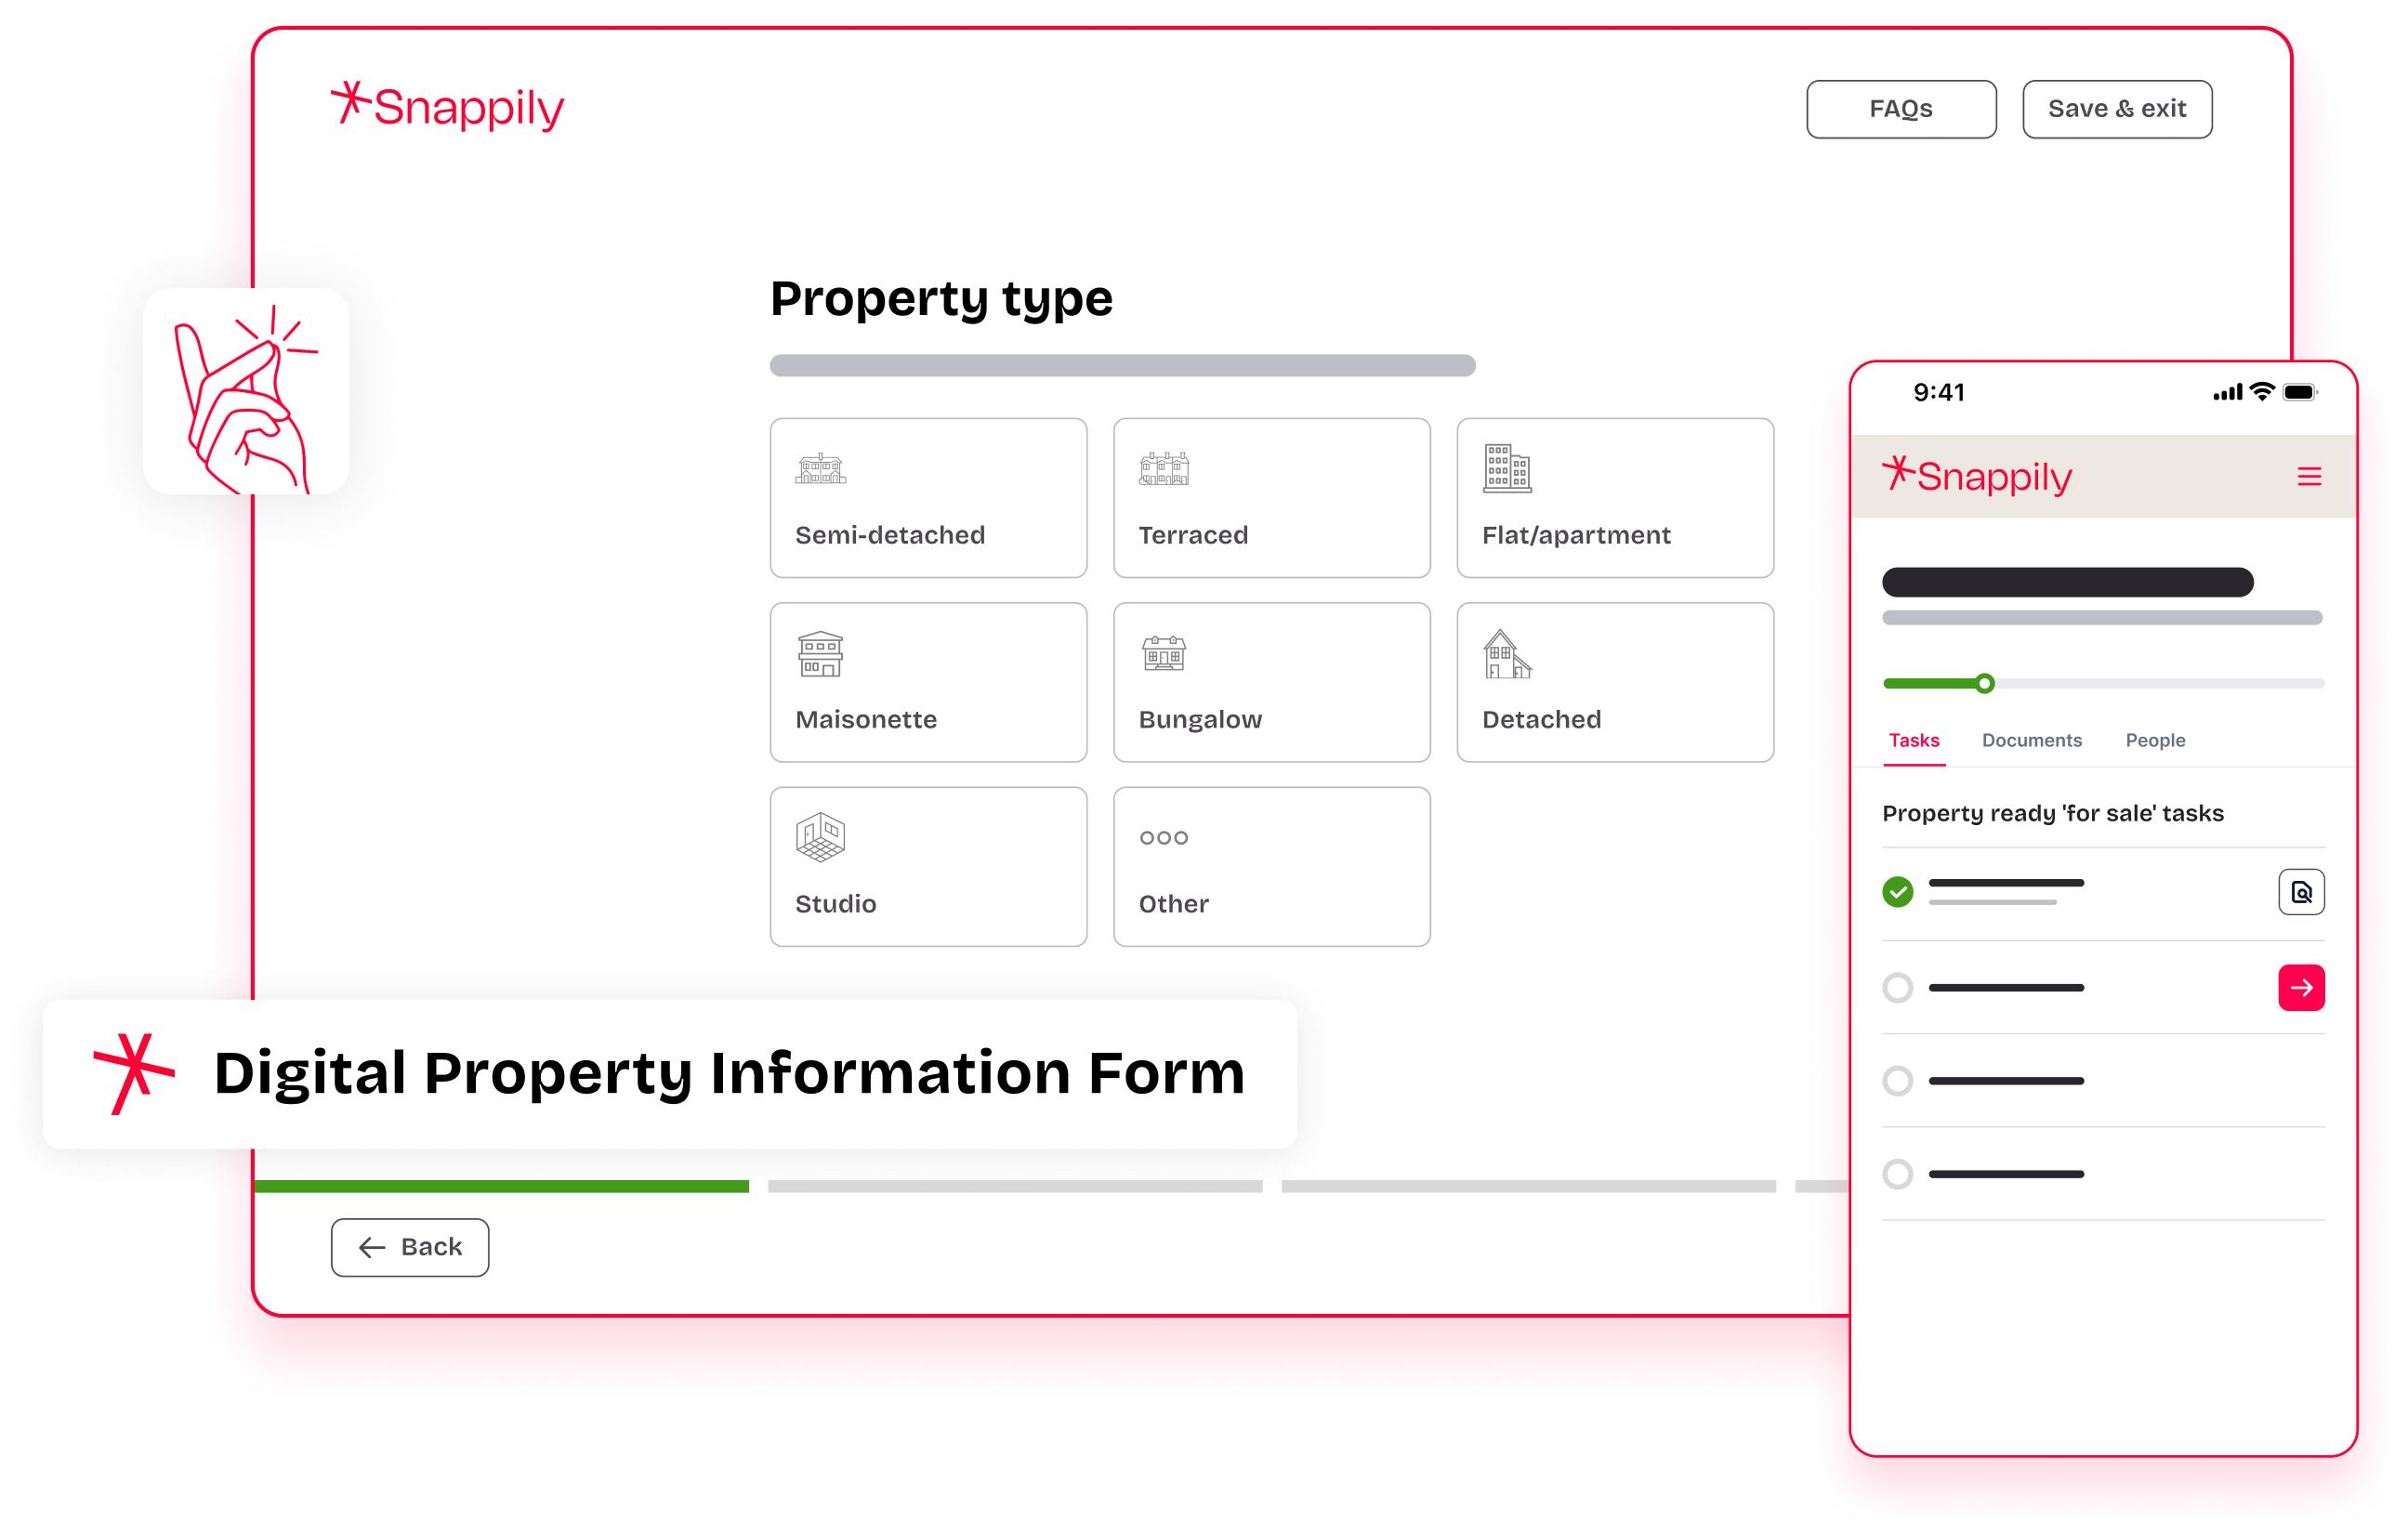 Snappily
FAQs
Save & exit
Property type
Semi-detached
Terraced
Flat/apartment
Maisonette
Bungalow
Detached
Studio
Other
Digital Property Information Form
Back
9:41
Snappily
Tasks
Documents
People
Property ready 'for sale' tasks